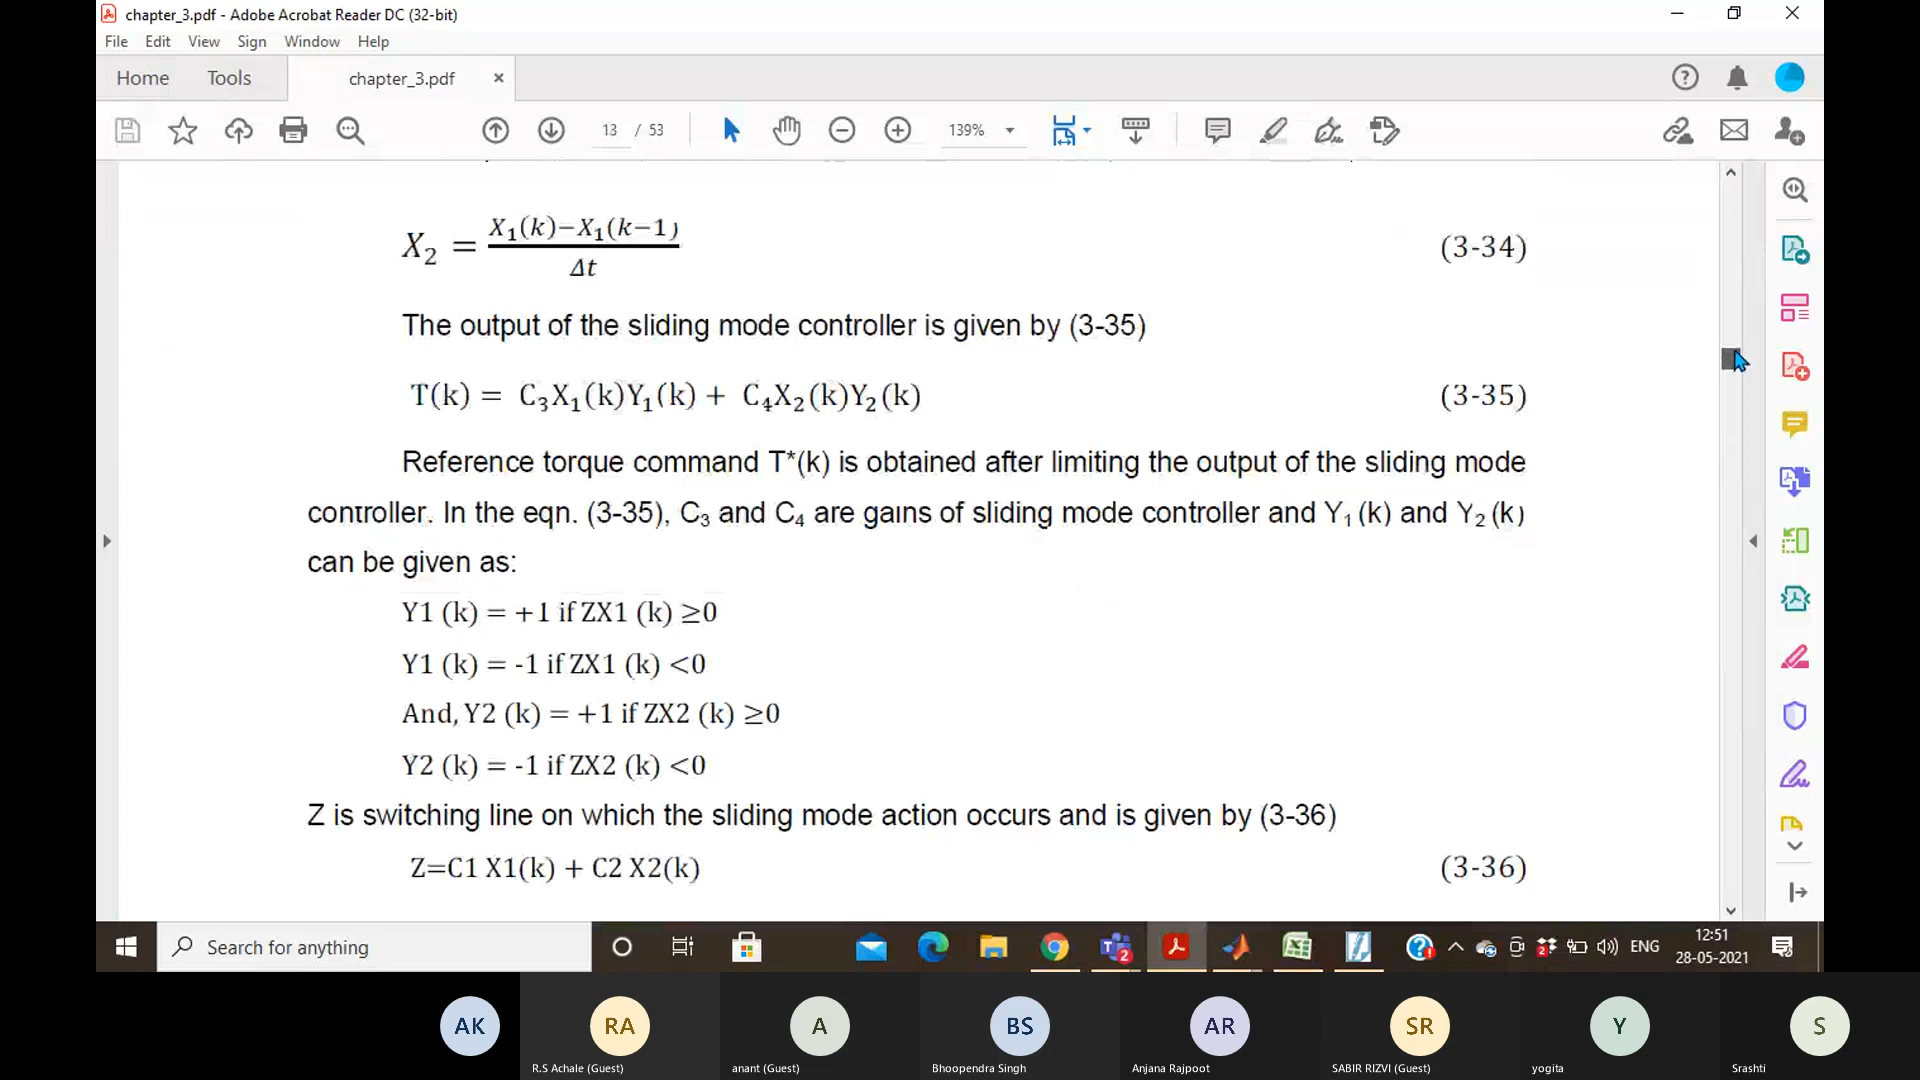 chapter_3.pdf - Adobe Acrobat Reader DC (32-bit)
File Edit View Sign Window Help
Home Tools chapter_3.pdf ×
13 / 53 139%
X₂ = (X₁(k)−X₁(k−1)) / Δt (3-34)
The output of the sliding mode controller is given by (3-35)
T(k) = C₃X₁(k)Y₁(k) + C₄X₂(k)Y₂(k) (3-35)
Reference torque command T*(k) is obtained after limiting the output of the sliding mode
controller. In the eqn. (3-35), C₃ and C₄ are gains of sliding mode controller and Y₁ (k) and Y₂ (k)
can be given as:
Y1 (k) = +1 if ZX1 (k) ≥0
Y1 (k) = -1 if ZX1 (k) <0
And, Y2 (k) = +1 if ZX2 (k) ≥0
Y2 (k) = -1 if ZX2 (k) <0
Z is switching line on which the sliding mode action occurs and is given by (3-36)
Z=C1 X1(k) + C2 X2(k) (3-36)
Search for anything
2
2
ENG
12:51
28-05-2021
AK RA A BS AR SR Y S
R.S Achale (Guest) anant (Guest) Bhoopendra Singh Anjana Rajpoot SABIR RIZVI (Guest) yogita Srashti